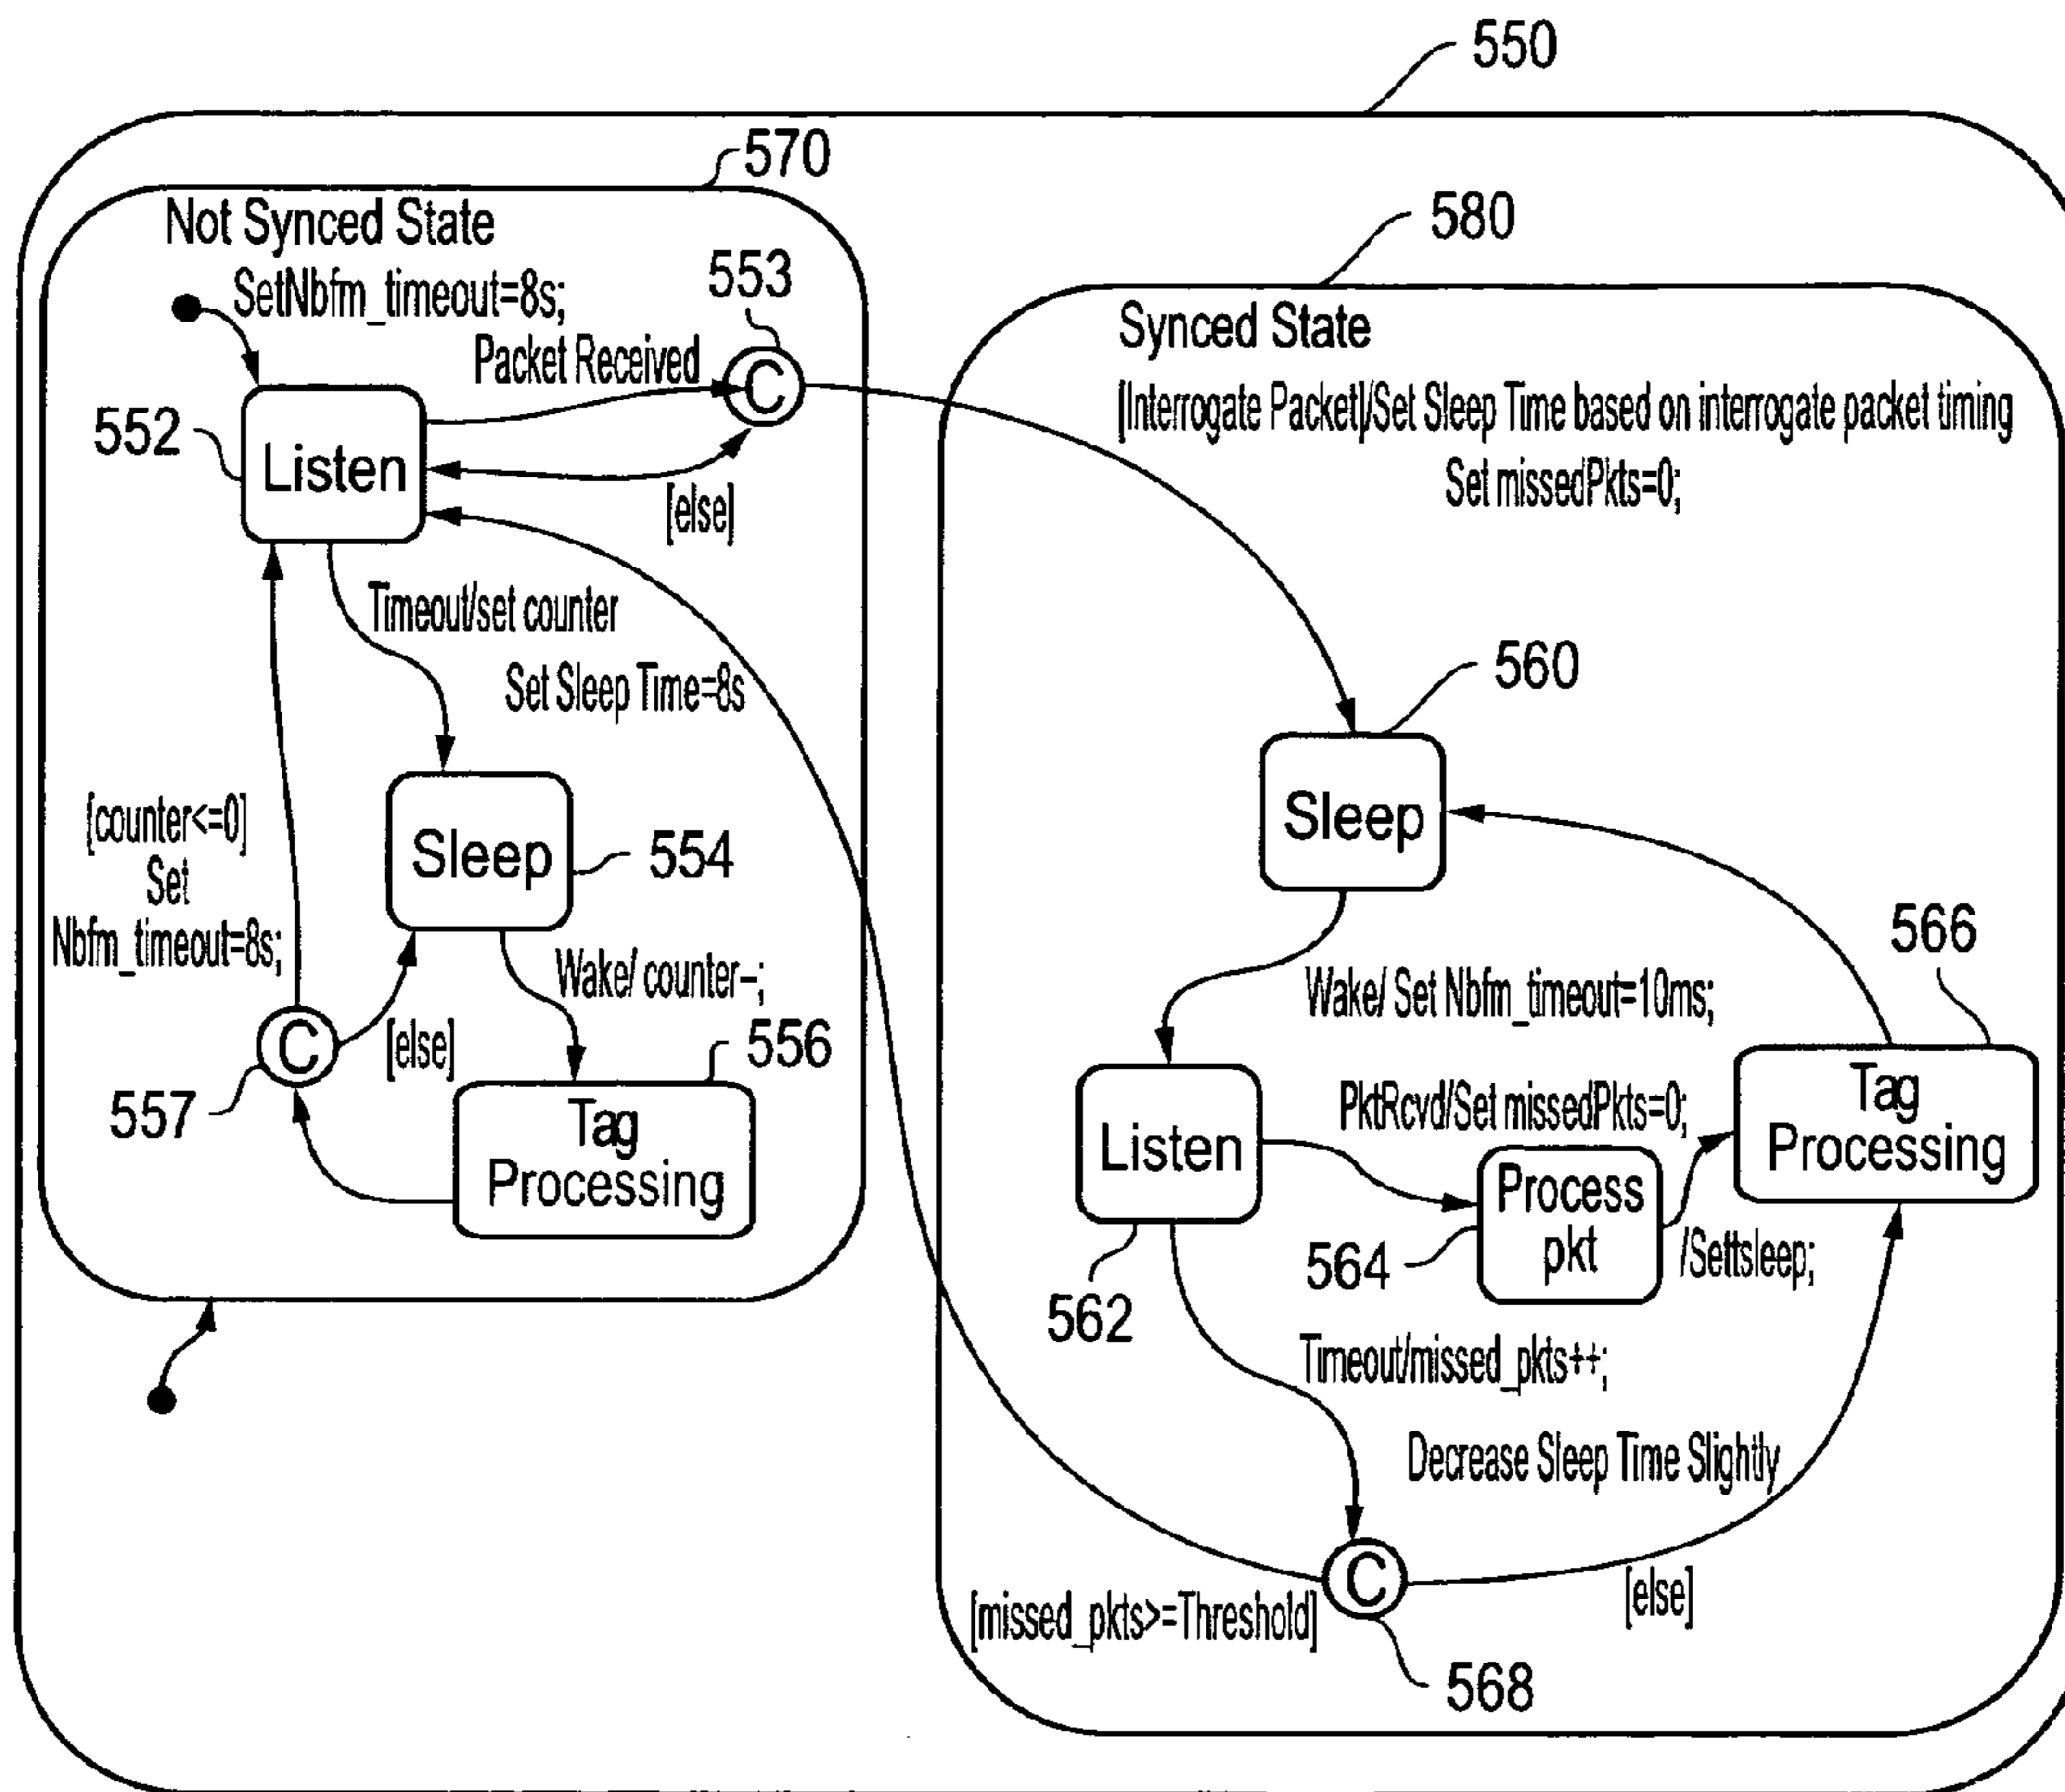 550
570
Not Synced State
SetNbfm_timeout=8s;
553
580
Synced State
Packet Received
C
[Interrogate Packet]/Set Sleep Time based on interrogate packet timing
Set missedPkts=0;
552
Listen
[else]
Timeout/set counter
Set Sleep Time=8s
560
Sleep
[counter<=0]
Set
Nbfm_timeout=8s;
Sleep
554
Wake/ counter–;
[else]
C
557
556
Tag
Processing
Wake/ Set Nbfm_timeout=10ms;
566
Listen
562
PktRcvd/Set missedPkts=0;
Process
pkt
564
/Settsleep;
Tag
Processing
Timeout/missed_pkts++;
Decrease Sleep Time Slightly
C
[missed_pkts>=Threshold]
[else]
568